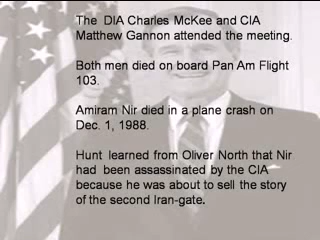 The  DIA Charles McKee and CIA
Matthew Gannon attended the meeting.
Both men died on board Pan Am Flight
103.
Amiram Nir died in a plane crash on
Dec. 1, 1988.
Hunt  learned from Oliver North that Nir
had  been assassinated by the CIA
because he was about to sell the story
of the second Iran-gate.